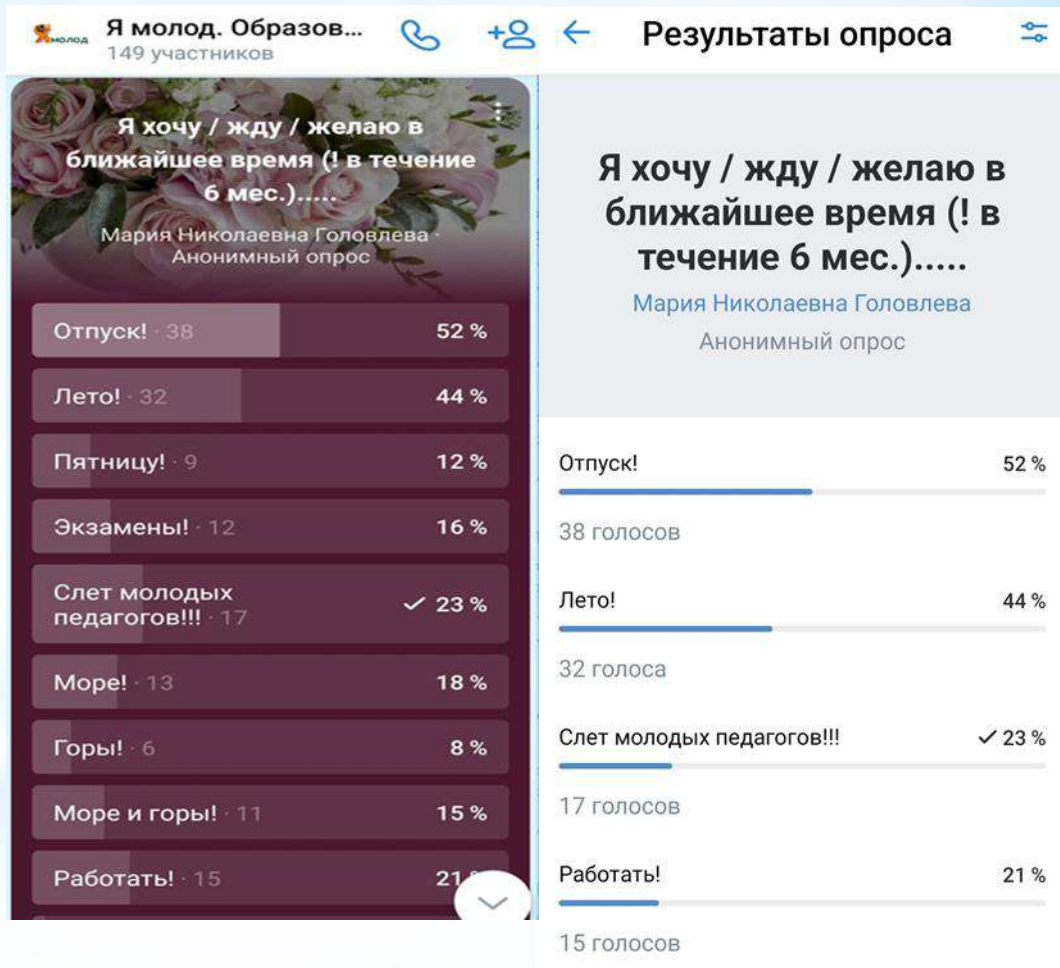 Ямолод
Я молод. Образов...
149 участников
Я хочу / жду / желаю в
ближайшее время (! в течение
6 мес.).....
Мария Николаевна Головлева ·
Анонимный опрос
Отпуск! · 38 52 %
Лето! · 32 44 %
Пятницу! · 9 12 %
Экзамены! · 12 16 %
Слет молодых
педагогов!!! · 17 23 %
Море! · 13 18 %
Горы! · 6 8 %
Море и горы! · 11 15 %
Работать! · 15 21
Результаты опроса
Я хочу / жду / желаю в
ближайшее время (! в
течение 6 мес.).....
Мария Николаевна Головлева
Анонимный опрос
Отпуск! 52 %
38 голосов
Лето! 44 %
32 голоса
Слет молодых педагогов!!! 23 %
17 голосов
Работать! 21 %
15 голосов